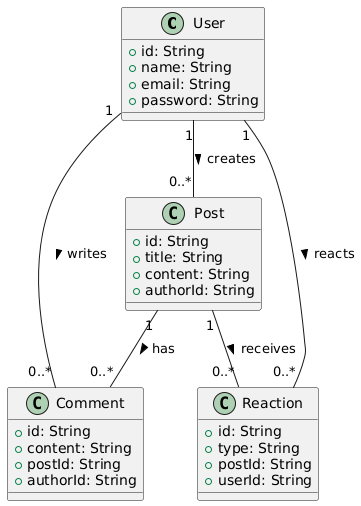 C User
id: String
name: String
email: String
password: String
1
1
1
creates
0..*
writes
reacts
C Post
id: String
title: String
content: String
authorId: String
1
1
has
receives
0..*
0..*
0..*
0..*
C Comment
id: String
content: String
postId: String
authorId: String
C Reaction
id: String
type: String
postId: String
userId: String